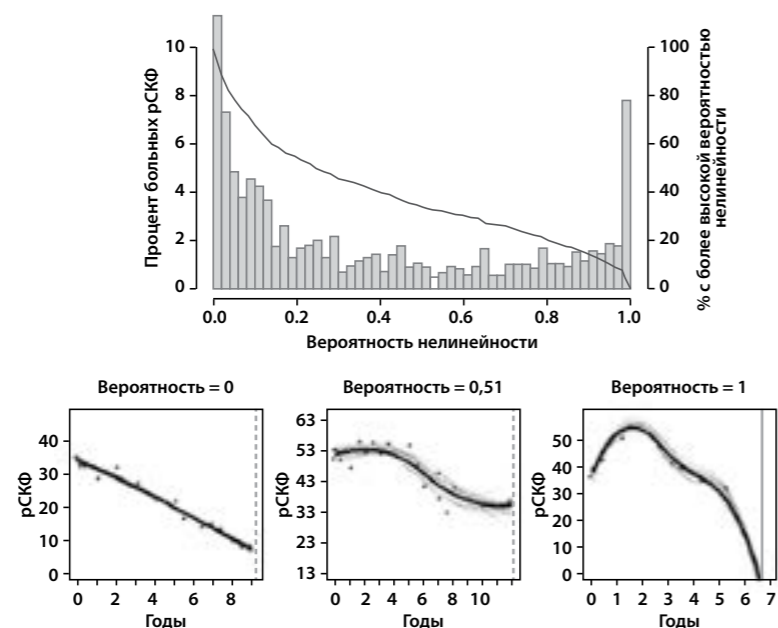 Процент больных рСКФ
10
8
6
4
2
0
100
80
60
40
20
0
% с более высокой вероятностью
нелинейности
0.0 0.2 0.4 0.6 0.8 1.0
Вероятность нелинейности
Вероятность = 0
рСКФ
40
30
20
10
0
0 2 4 6 8
Годы
Вероятность = 0,51
рСКФ
63
53
43
33
23
13
0 2 4 6 8 10
Годы
Вероятность = 1
рСКФ
50
40
30
20
10
0
0 1 2 3 4 5 6 7
Годы